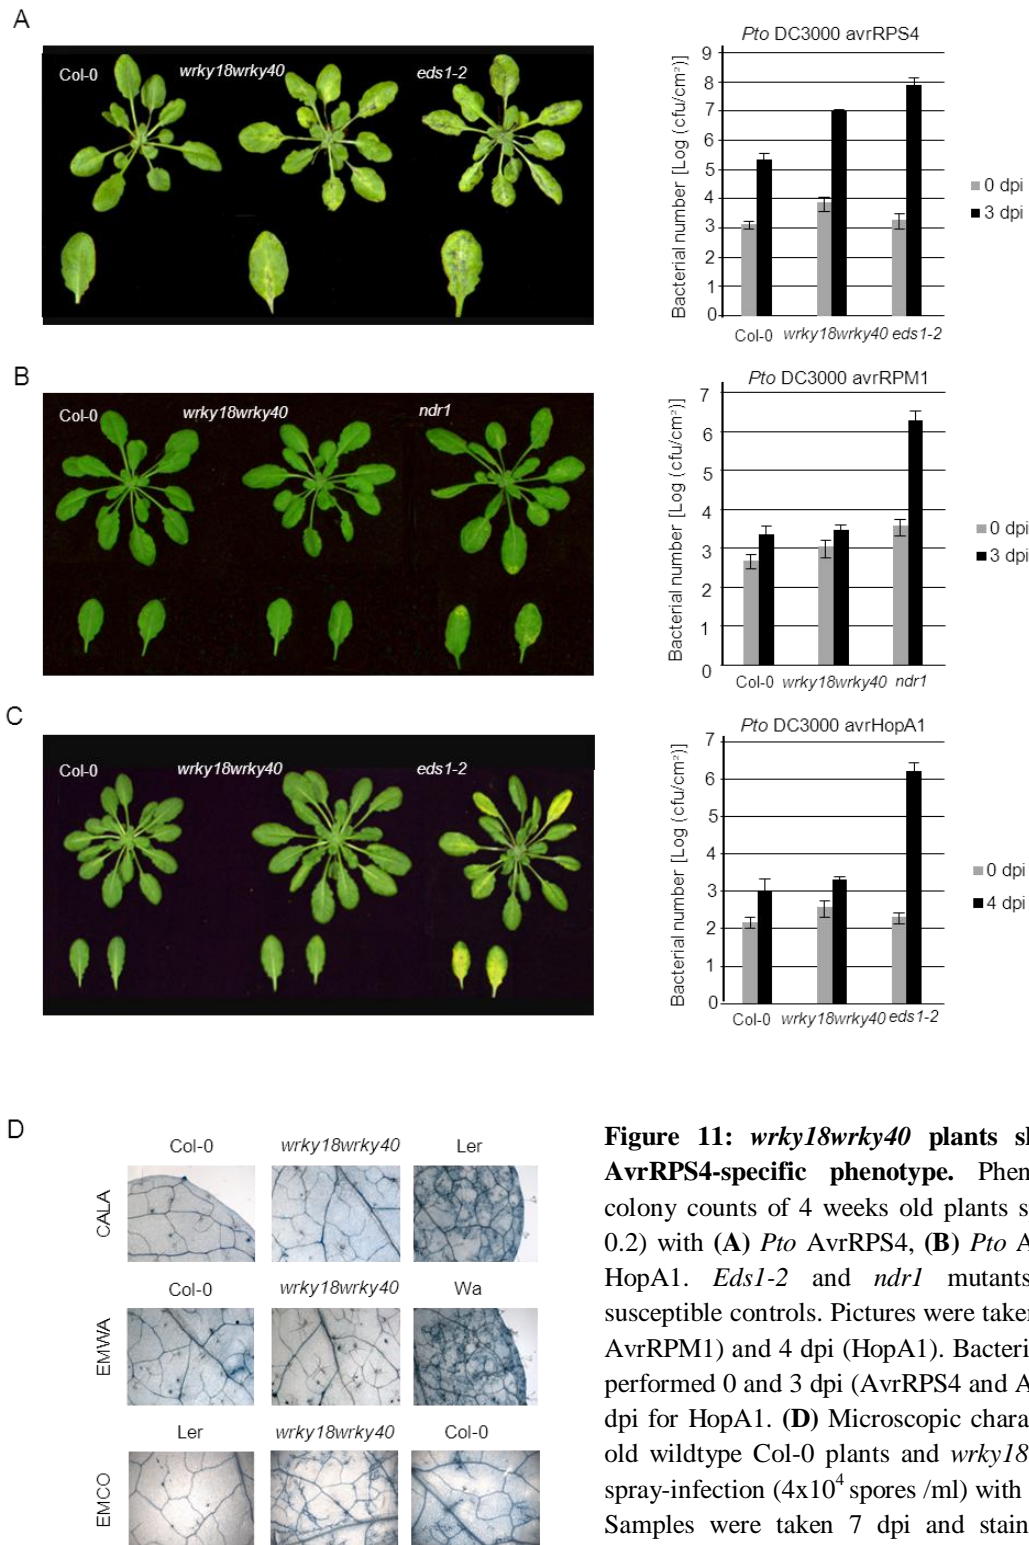 A
Col-0 wrky18wrky40 eds1-2
Pto DC3000 avrRPS4
Bacterial number [Log (cfu/cm²)]
9
8
7
6
5
4
3
2
1
0
Col-0 wrky18wrky40 eds1-2
0 dpi
3 dpi
B
Col-0 wrky18wrky40 ndr1
Pto DC3000 avrRPM1
Bacterial number [Log (cfu/cm²)]
7
6
5
4
3
2
1
0
Col-0 wrky18wrky40 ndr1
0 dpi
3 dpi
C
Col-0 wrky18wrky40 eds1-2
Pto DC3000 avrHopA1
Bacterial number [Log (cfu/cm²)]
7
6
5
4
3
2
1
0
Col-0 wrky18wrky40 eds1-2
0 dpi
4 dpi
D
Col-0 wrky18wrky40 Ler
CALA
Col-0 wrky18wrky40 Wa
EMWA
Ler wrky18wrky40 Col-0
EMCO
Figure 11: wrky18wrky40 plants
AvrRPS4-specific phenotype.
colony counts of 4 weeks old plants
0.2) with (A) Pto AvrRPS4, (B) Pto
HopA1. Eds1-2 and ndr1 mutants
susceptible controls. Pictures were taken
AvrRPM1) and 4 dpi (HopA1).
performed 0 and 3 dpi (AvrRPS4 and
dpi for HopA1. (D) Microscopic
old wildtype Col-0 plants and
spray-infection (4x10⁴ spores /ml) with
Samples were taken 7 dpi and